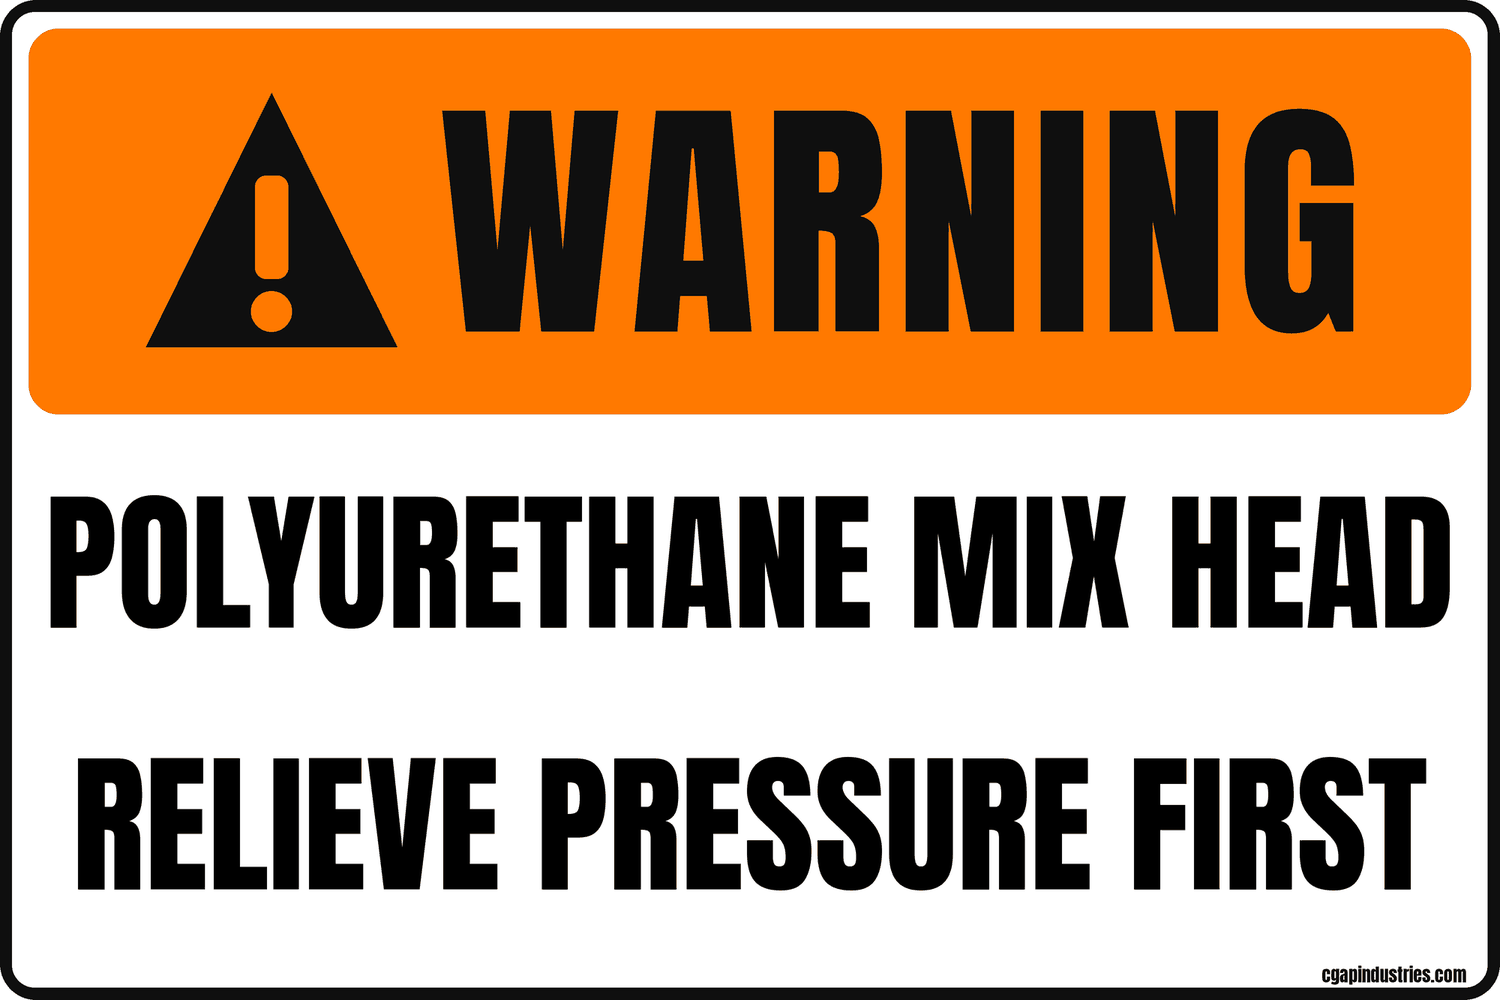 WARNING
POLYURETHANE MIX HEAD
RELIEVE PRESSURE FIRST
cgapindustries.com